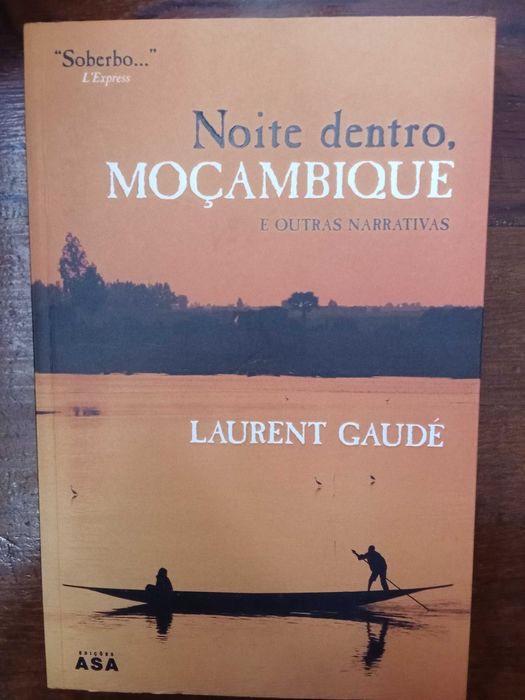 “Soberbo...”
L'Express
Noite dentro,
MOÇAMBIQUE
E OUTRAS NARRATIVAS
LAURENT GAUDÉ
EDIÇÕES
ASA